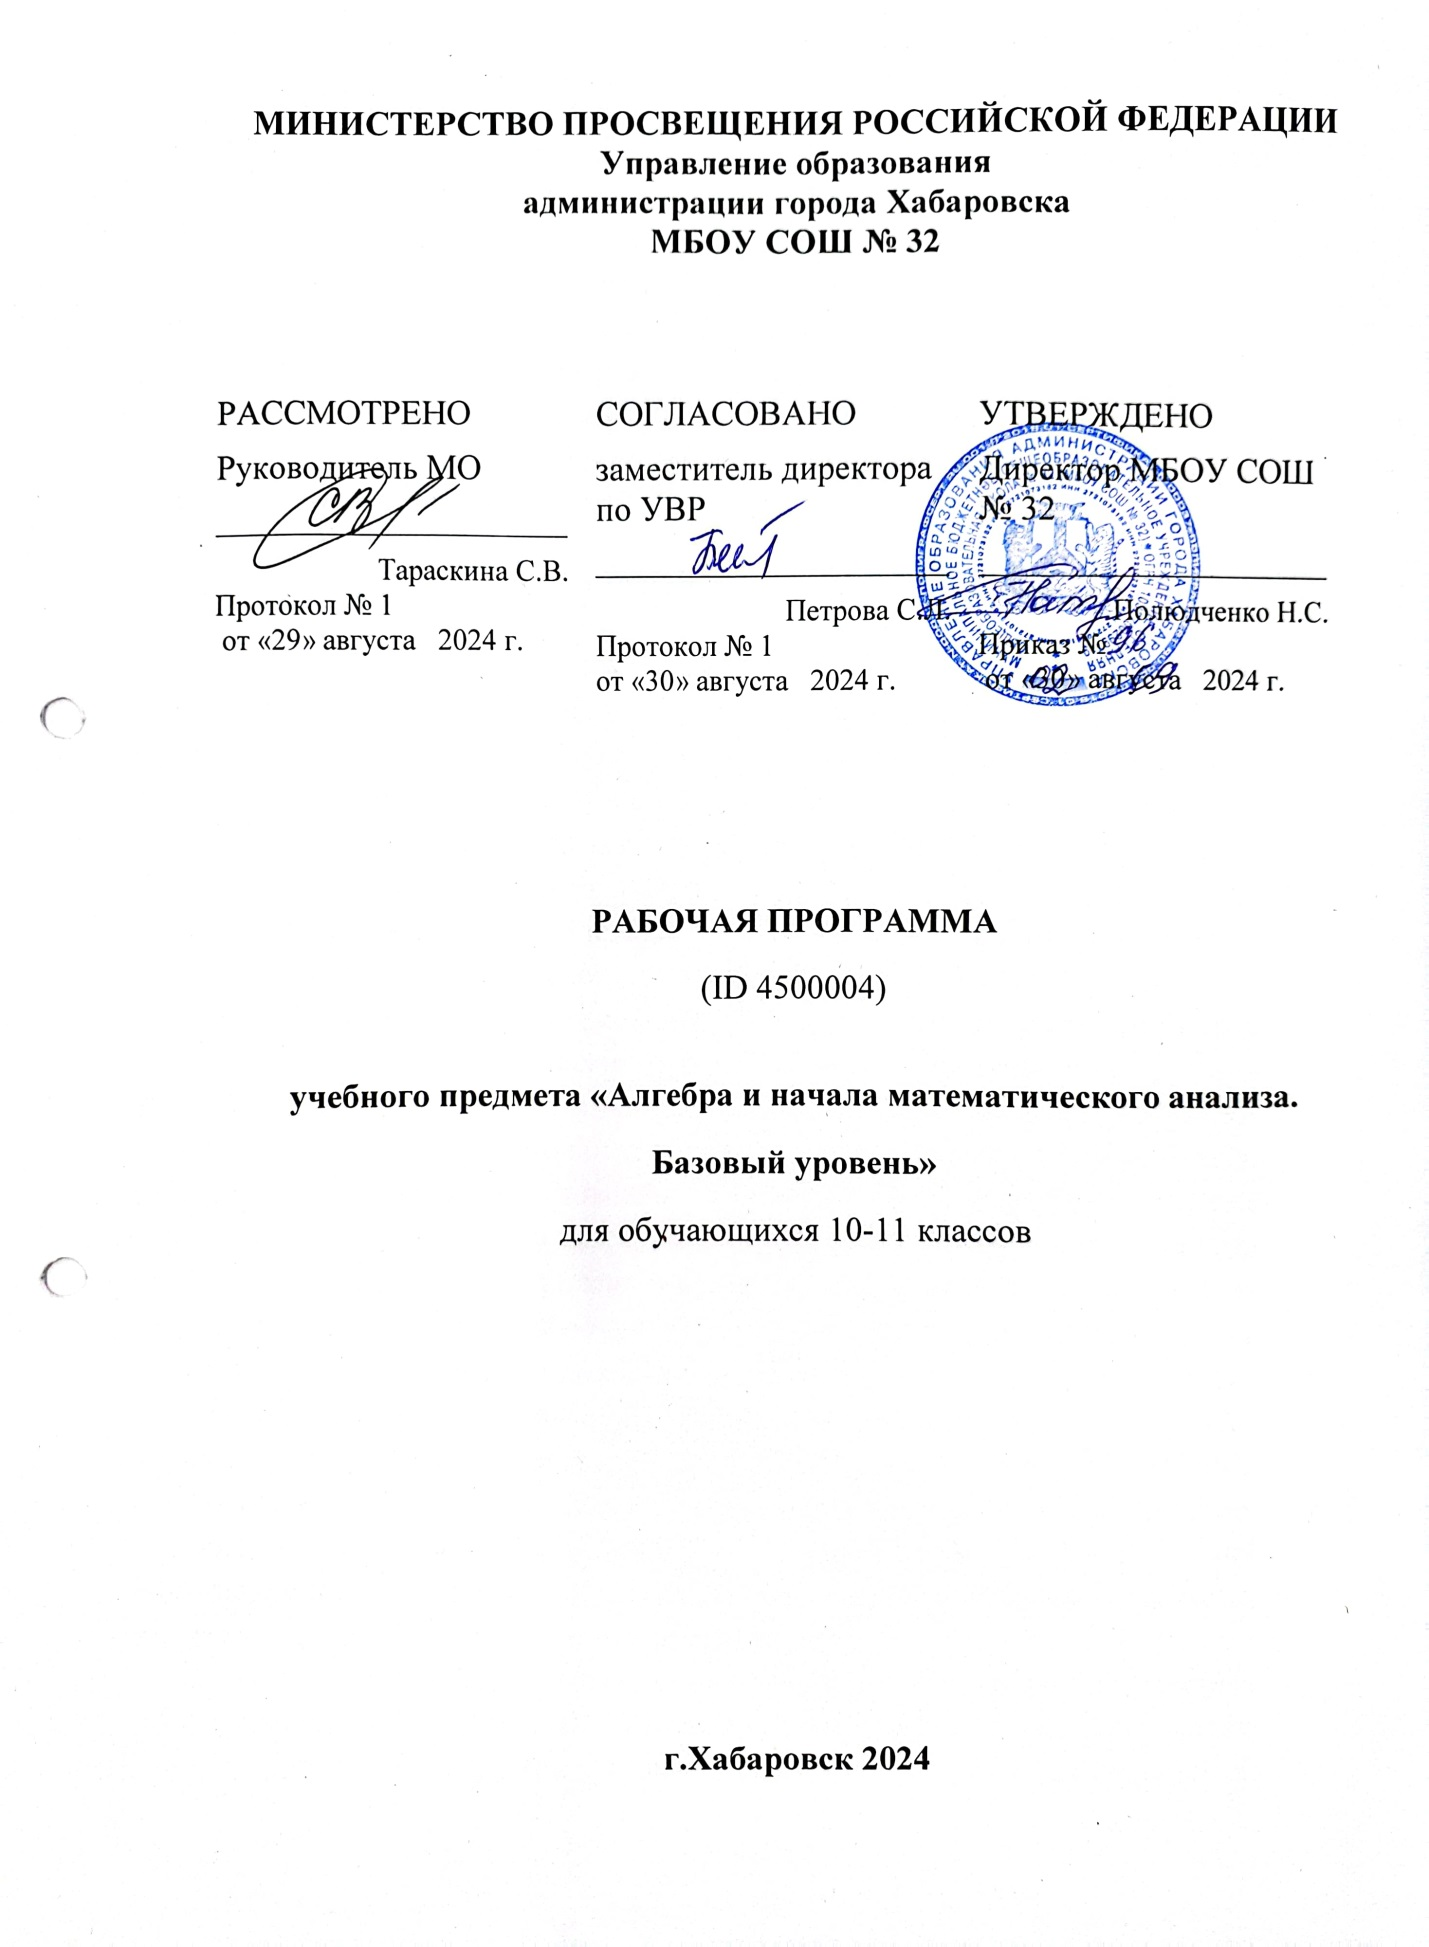 МИНИСТЕРСТВО ПРОСВЕЩЕНИЯ РОССИЙСКОЙ ФЕДЕРАЦИИ
Управление образования
администрации города Хабаровска
МБОУ СОШ № 32
РАССМОТРЕНО
Руководитель МО
Тараскина С.В.
Протокол № 1
от «29» августа 2024 г.
СОГЛАСОВАНО
заместитель директора
по УВР
Петрова
Протокол № 1
от «30» августа 2024 г.
УТВЕРЖДЕНО
Директор МБОУ СОШ
№ 32
Полюдченко Н.С.
Приказ № 96
от «30» августа 2024 г.
РАБОЧАЯ ПРОГРАММА
(ID 4500004)
учебного предмета «Алгебра и начала математического анализа.
Базовый уровень»
для обучающихся 10-11 классов
г.Хабаровск 2024